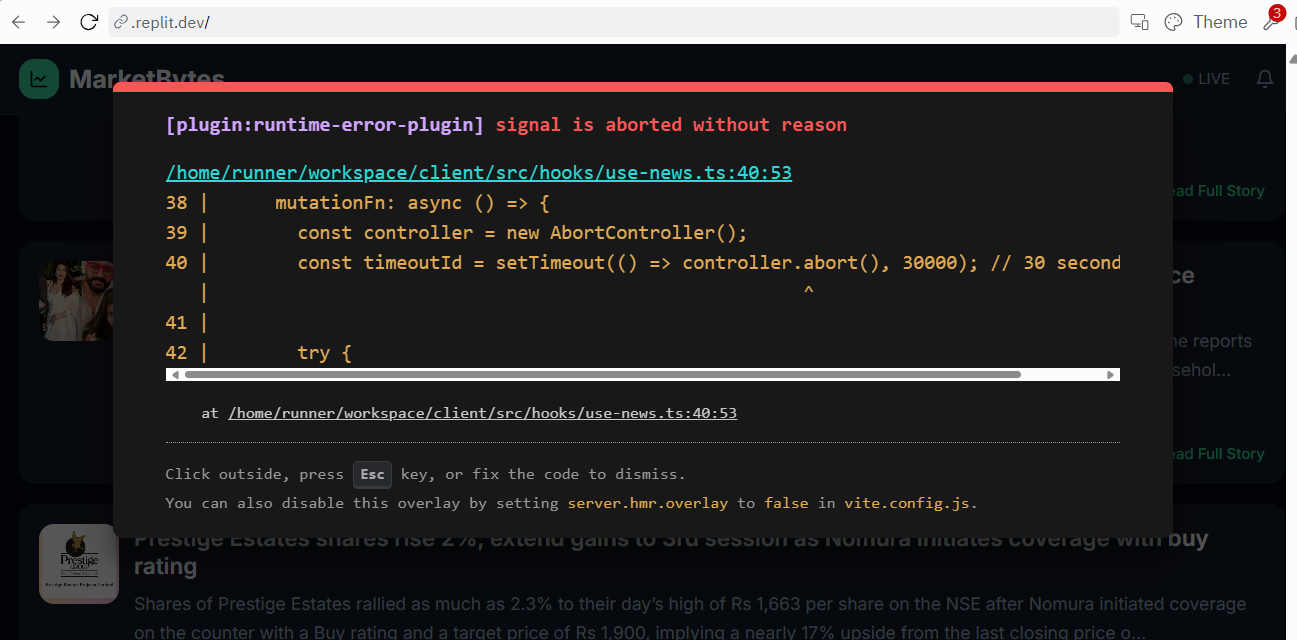 .replit.dev/
Theme
3
MarketBytes
LIVE
[plugin:runtime-error-plugin] signal is aborted without reason
/home/runner/workspace/client/src/hooks/use-news.ts:40:53
38 | mutationFn: async () => {
39 | const controller = new AbortController();
40 | const timeoutId = setTimeout(() => controller.abort(), 30000); // 30 second
| ^
41 |
42 | try {
at /home/runner/workspace/client/src/hooks/use-news.ts:40:53
Click outside, press Esc key, or fix the code to dismiss.
You can also disable this overlay by setting server.hmr.overlay to false in vite.config.js.
ead Full Story
ce
ne reports
sehol...
ead Full Story
Prestige
GROUP
Prestige Estates Projects Limited
Prestige Estates shares rise 2%, extend gains to 3rd session as Nomura initiates coverage with buy
rating
Shares of Prestige Estates rallied as much as 2.3% to their day's high of Rs 1,663 per share on the NSE after Nomura initiated coverage
on the counter with a Buy rating and a target price of Rs 1,900, implying a nearly 17% upside from the last closing price o...